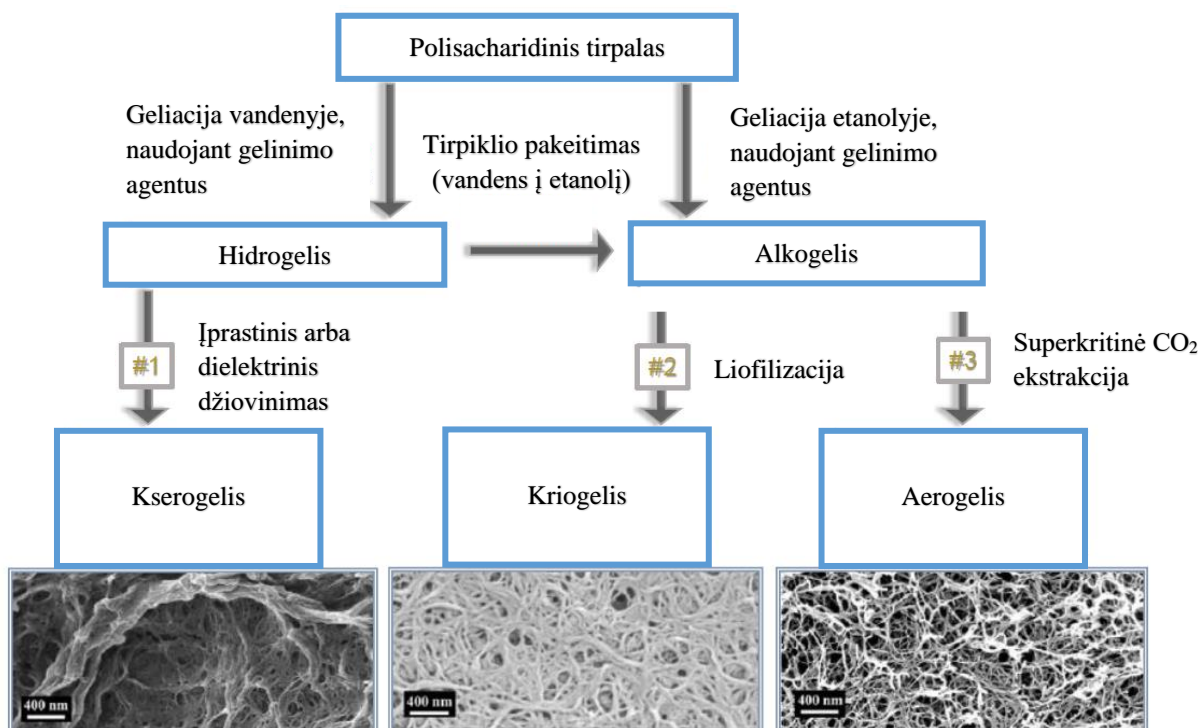 Polisacharidinis tirpalas
Geliacija vandenyje,
naudojant gelinimo
agentus
Tirpiklio pakeitimas
(vandens į etanolį)
Geliacija etanolyje,
naudojant gelinimo
agentus
Hidrogelis
Alkogelis
#1
Įprastinis arba
dielektrinis
džiovinimas
#2
Liofilizacija
#3
Superkritinė CO₂
ekstrakcija
Kserogelis
Kriogelis
Aerogelis
400 nm
400 nm
400 nm